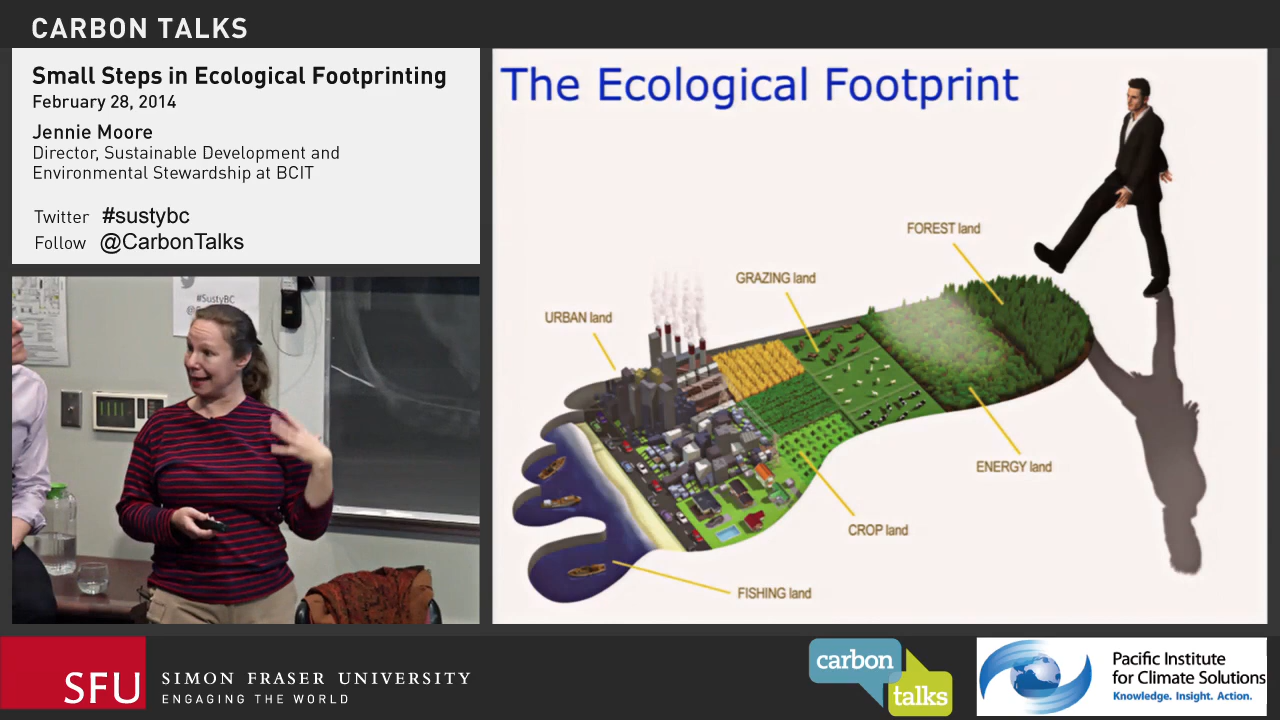 CARBON TALKS
Small Steps in Ecological Footprinting
February 28, 2014
Jennie Moore
Director, Sustainable Development and
Environmental Stewardship at BCIT
Twitter #sustybc
Follow @CarbonTalks
#SustyBC
The Ecological Footprint
FOREST land
GRAZING land
URBAN land
ENERGY land
CROP land
FISHING land
SFU
SIMON FRASER UNIVERSITY
ENGAGING THE WORLD
carbon
talks
Pacific Institute
for Climate Solutions
Knowledge. Insight. Action.